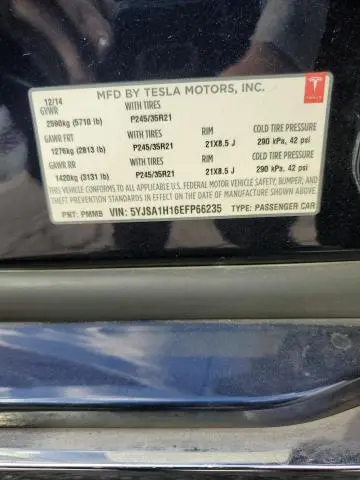 MFD BY TESLA MOTORS, INC.
12/14
GVWR WITH TIRES
2590kg (5710 lb) P245/35R21
GAWR FRT WITH TIRES RIM COLD TIRE PRESSURE
1276kg (2813 lb) P245/35R21 21X8.5 J 290 kPa, 42 psi
GAWR RR WITH TIRES RIM COLD TIRE PRESSURE
1420kg (3131 lb) P245/35R21 21X8.5 J 290 kPa, 42 psi
THIS VEHICLE CONFORMS TO ALL APPLICABLE U.S. FEDERAL MOTOR VEHICLE SAFETY, BUMPER, AND
THEFT PREVENTION STANDARDS IN EFFECT ON THE DATE OF MANUFACTURE SHOWN ABOVE.
PNT: PMMB VIN: 5YJSA1H16EFP66235 TYPE: PASSENGER CAR
TESLA